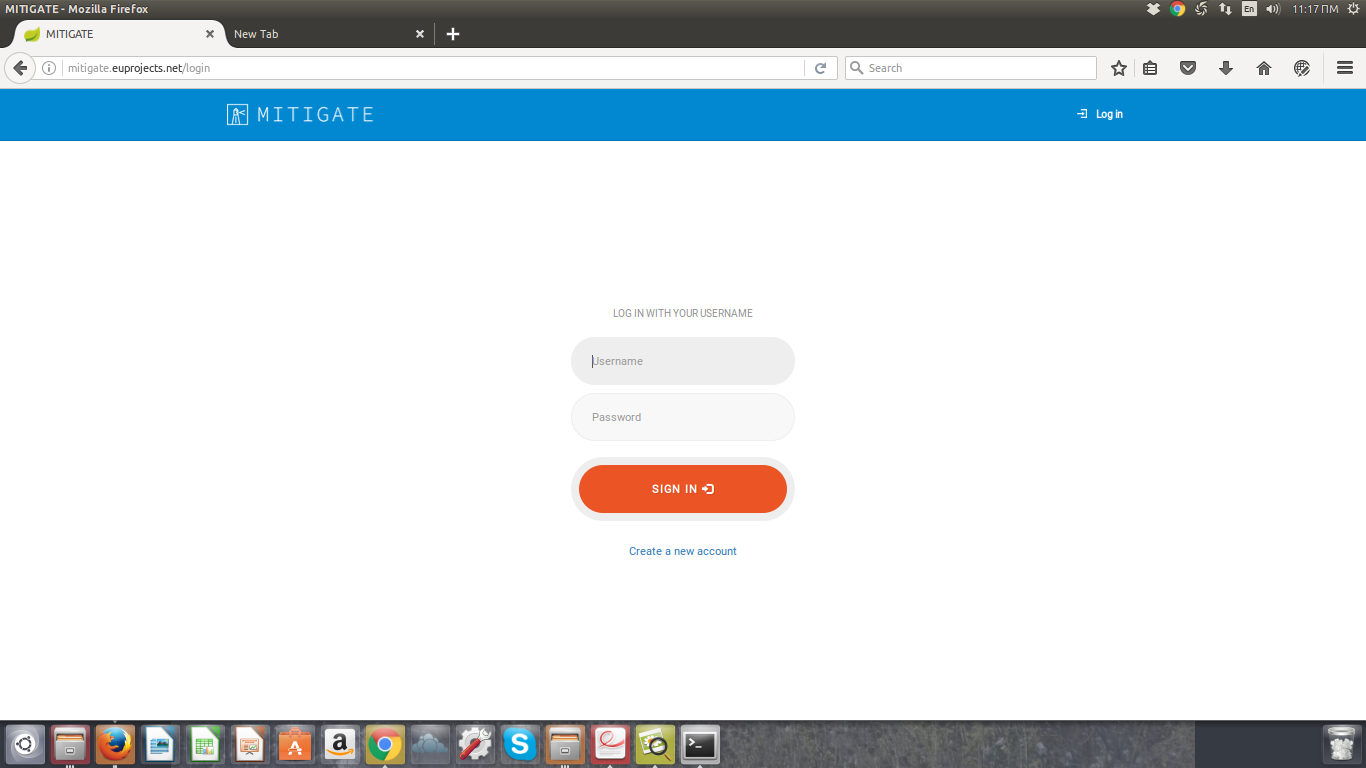 MITIGATE - Mozilla Firefox
En
11:17 ΠΜ
MITIGATE
New Tab
mitigate.euprojects.net/login
Search
MITIGATE
Log in
LOG IN WITH YOUR USERNAME
Username
Password
SIGN IN
Create a new account